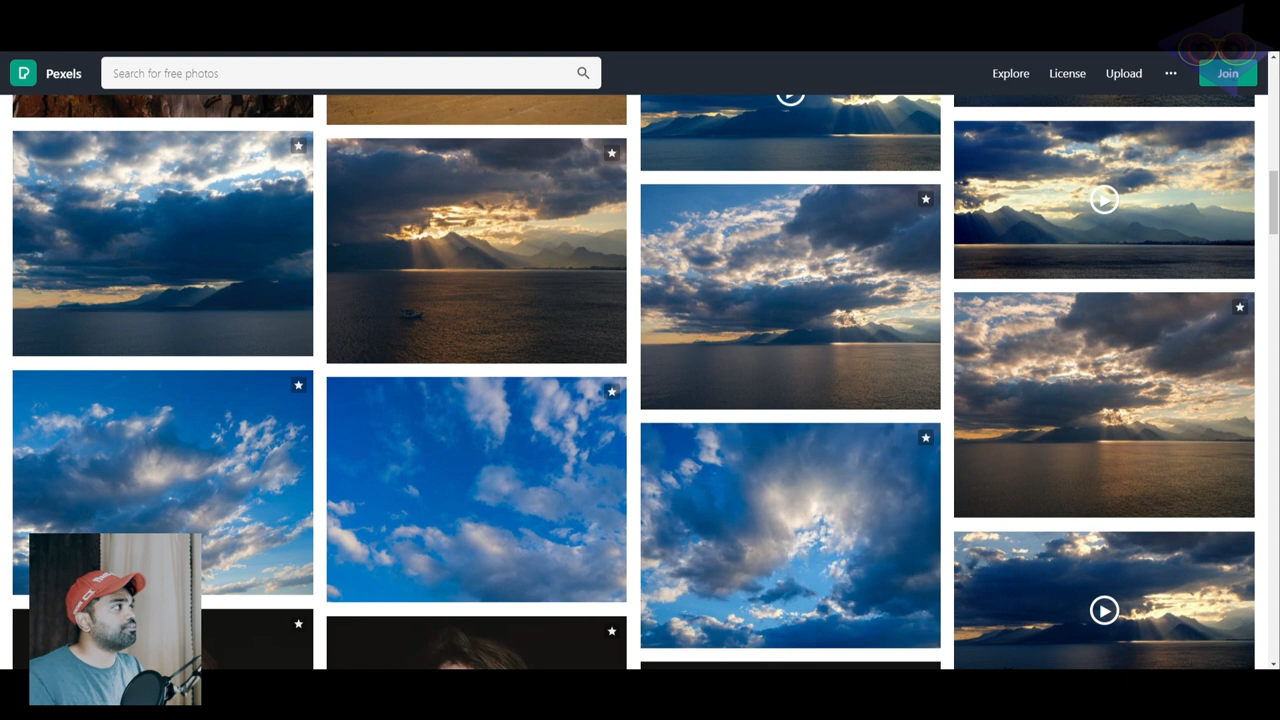 Pexels
Search for free photos
Explore
License
Upload
Join